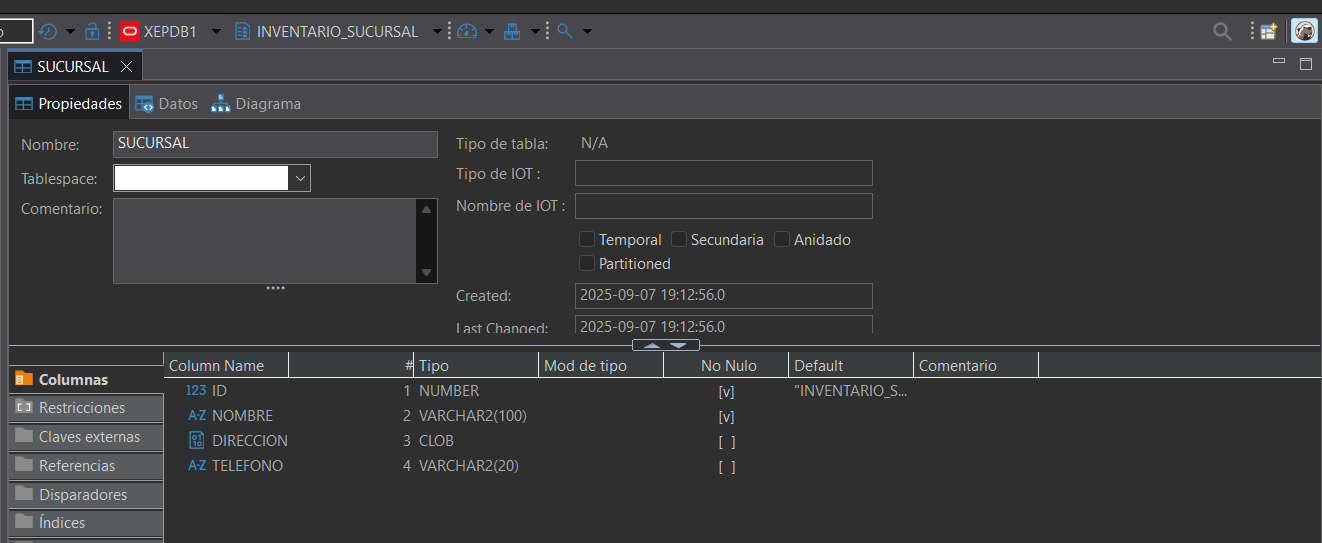 XEPDB1 INVENTARIO_SUCURSAL
SUCURSAL
Propiedades Datos Diagrama
Nombre: SUCURSAL
Tablespace:
Comentario:
Tipo de tabla: N/A
Tipo de IOT :
Nombre de IOT :
Temporal Secundaria Anidado
Partitioned
Created: 2025-09-07 19:12:56.0
Last Changed: 2025-09-07 19:12:56.0
Columnas
Restricciones
Claves externas
Referencias
Disparadores
Índices
Column Name # Tipo Mod de tipo No Nulo Default Comentario
123 ID 1 NUMBER [v] "INVENTARIO_S...
A-Z NOMBRE 2 VARCHAR2(100) [v]
DIRECCION 3 CLOB [ ]
A-Z TELEFONO 4 VARCHAR2(20) [ ]